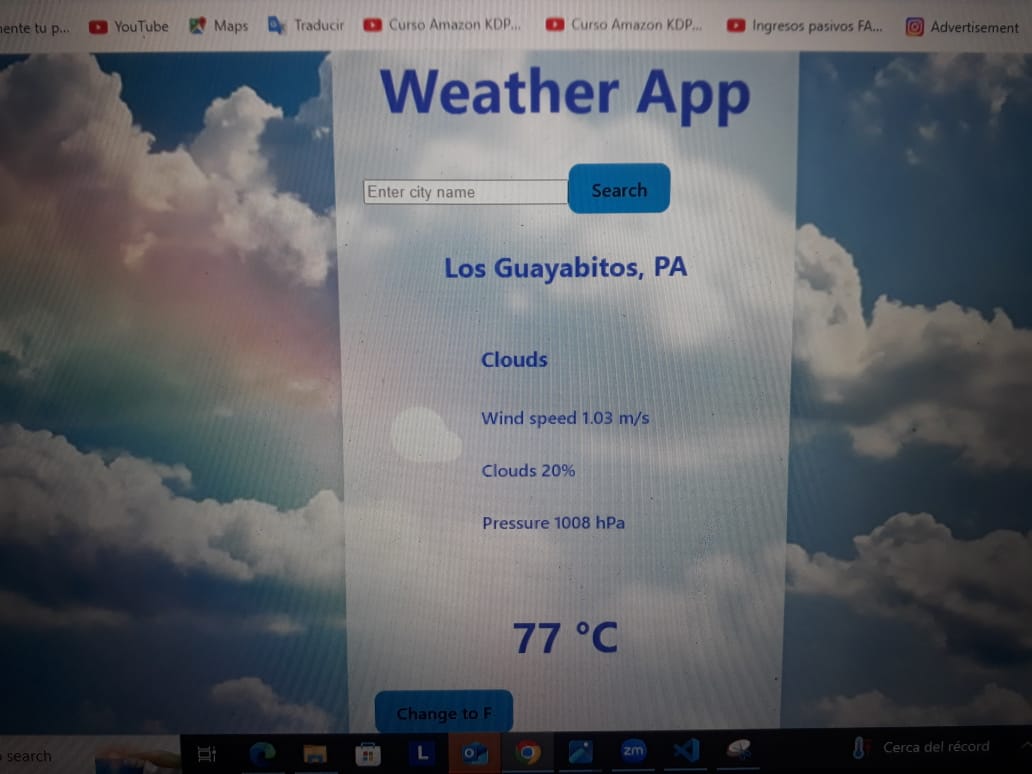 ente tu p...
YouTube
Maps
Traducir
Curso Amazon KDP...
Curso Amazon KDP...
Ingresos pasivos FA...
Advertisement
Weather App
Enter city name
Search
Los Guayabitos, PA
Clouds
Wind speed 1.03 m/s
Clouds 20%
Pressure 1008 hPa
77 °C
Change to F
search
L
zm
Cerca del récord